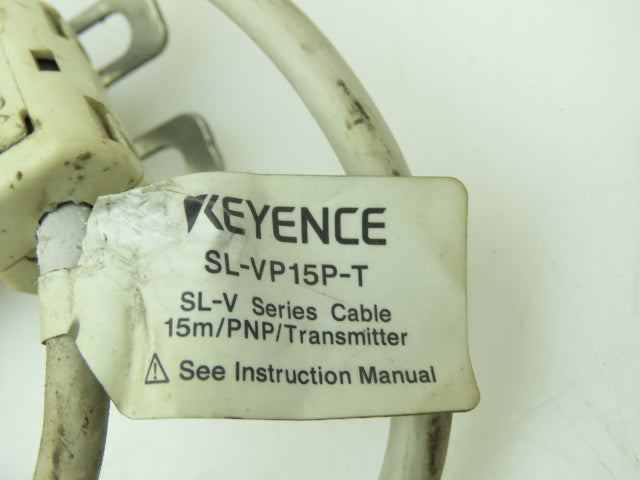 KEYENCE
SL-VP15P-T
SL-V Series Cable
15m/PNP/Transmitter
⚠ See Instruction Manual